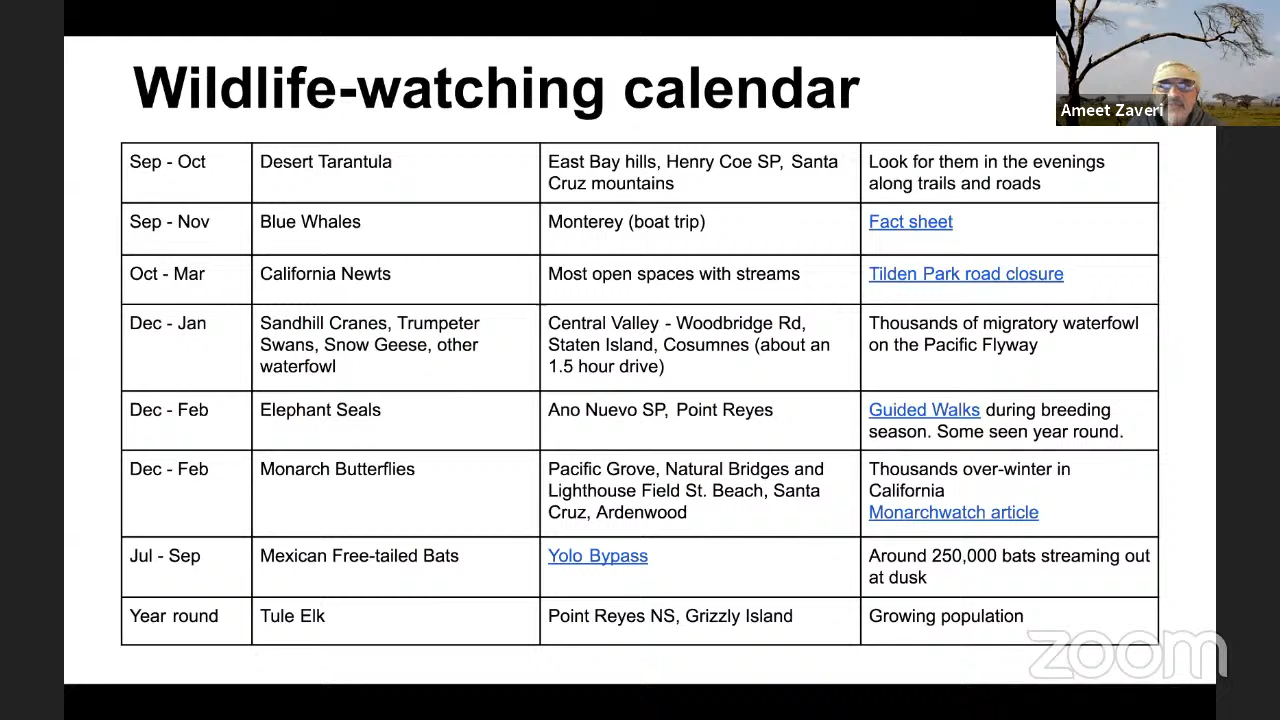 Wildlife-watching calendar
Ameet Zaveri
Sep - Oct
Desert Tarantula
East Bay hills, Henry Coe SP, Santa
Cruz mountains
Look for them in the evenings
along trails and roads
Sep - Nov
Blue Whales
Monterey (boat trip)
Fact sheet
Oct - Mar
California Newts
Most open spaces with streams
Tilden Park road closure
Dec - Jan
Sandhill Cranes, Trumpeter
Swans, Snow Geese, other
waterfowl
Central Valley - Woodbridge Rd,
Staten Island, Cosumnes (about an
1.5 hour drive)
Thousands of migratory waterfowl
on the Pacific Flyway
Dec - Feb
Elephant Seals
Ano Nuevo SP, Point Reyes
Guided Walks during breeding
season. Some seen year round.
Dec - Feb
Monarch Butterflies
Pacific Grove, Natural Bridges and
Lighthouse Field St. Beach, Santa
Cruz, Ardenwood
Thousands over-winter in
California
Monarchwatch article
Jul - Sep
Mexican Free-tailed Bats
Yolo Bypass
Around 250,000 bats streaming out
at dusk
Year round
Tule Elk
Point Reyes NS, Grizzly Island
Growing population
zoom